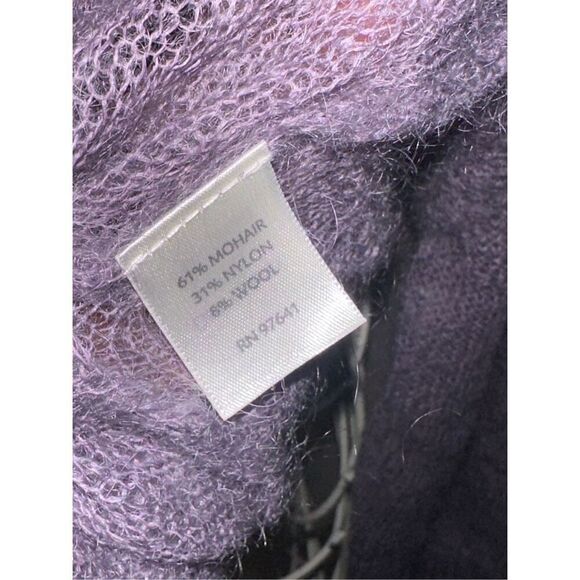 61% MOHAIR
31% NYLON
8% WOOL
RN 97641